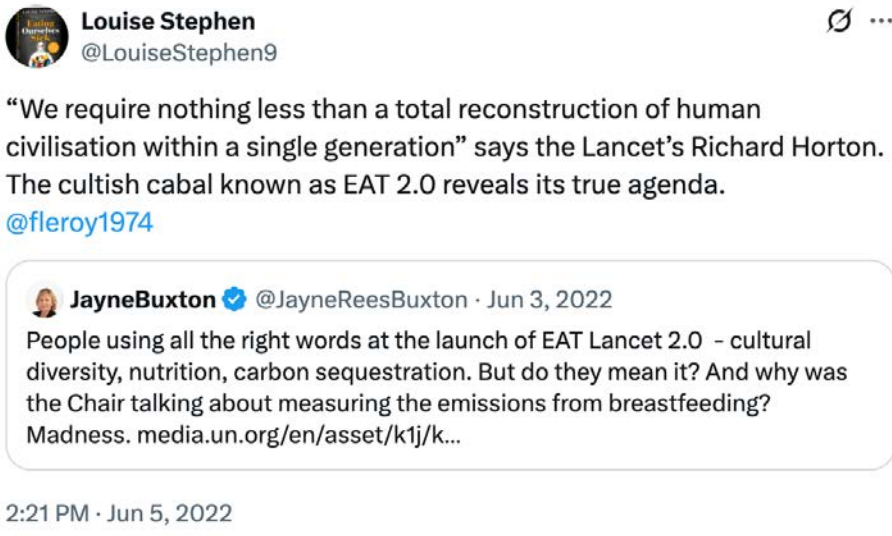 Louise Stephen
@LouiseStephen9
“We require nothing less than a total reconstruction of human
civilisation within a single generation” says the Lancet’s Richard Horton.
The cultish cabal known as EAT 2.0 reveals its true agenda.
@fleroy1974
JayneBuxton @JayneReesBuxton · Jun 3, 2022
People using all the right words at the launch of EAT Lancet 2.0 - cultural
diversity, nutrition, carbon sequestration. But do they mean it? And why was
the Chair talking about measuring the emissions from breastfeeding?
Madness. media.un.org/en/asset/k1j/k...
2:21 PM · Jun 5, 2022